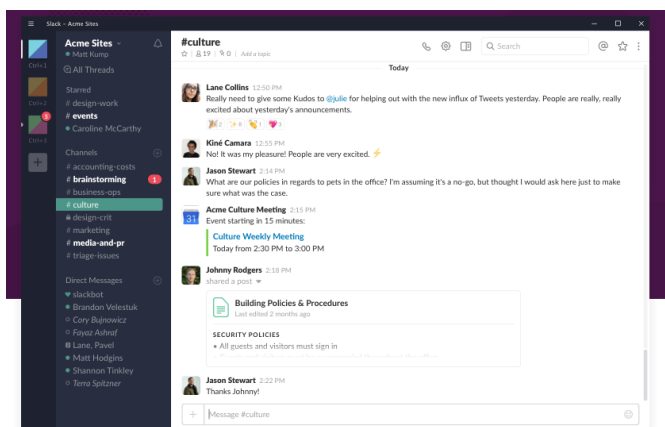 Slack – Acme Sites
Acme Sites
Matt Kump
All Threads
Starred
# design-work
# events
Caroline McCarthy
Channels
# accounting-costs
# brainstorming 1
# business-ops
# culture
design-crit
# marketing
# media-and-pr
# triage-issues
Direct Messages
slackbot
Brandon Velestuk
Cory Bujnowicz
Fayaz Ashraf
Lane, Pavel
Matt Hodgins
Shannon Tinkley
Terra Spitzner
Ctrl+1
Ctrl+2
5
Ctrl+3
#culture
19 | 0 | Add a topic
Search
Today
Lane Collins 12:50 PM
Really need to give some Kudos to @julie for helping out with the new influx of Tweets yesterday. People are really, really
excited about yesterday's announcements.
Kiné Camara 12:55 PM
No! It was my pleasure! People are very excited.
Jason Stewart 2:14 PM
What are our policies in regards to pets in the office? I'm assuming it's a no-go, but thought I would ask here just to make
sure what was the case.
31
Acme Culture Meeting 2:15 PM
Event starting in 15 minutes:
Culture Weekly Meeting
Today from 2:30 PM to 3:00 PM
Johnny Rodgers 2:18 PM
shared a post
Building Policies & Procedures
Last edited 2 months ago
SECURITY POLICIES
• All guests and visitors must sign in
Jason Stewart 2:22 PM
Thanks Johnny!
Message #culture